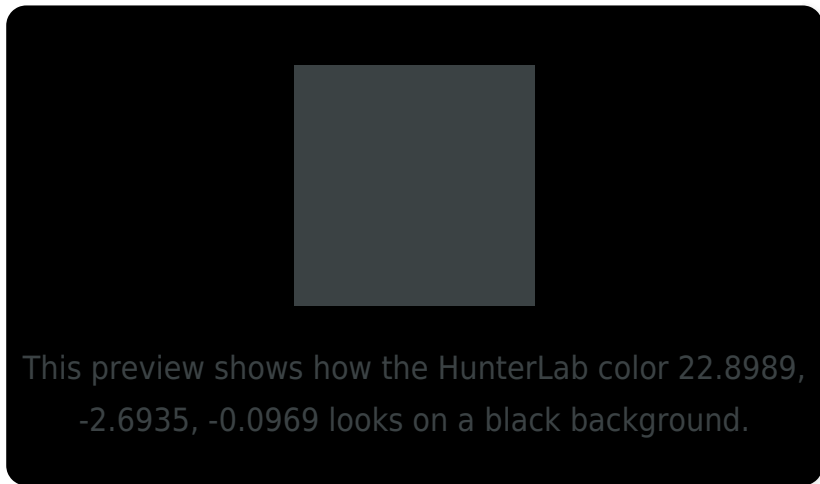 This preview shows how the HunterLab color 22.8989,
-2.6935, -0.0969 looks on a black background.